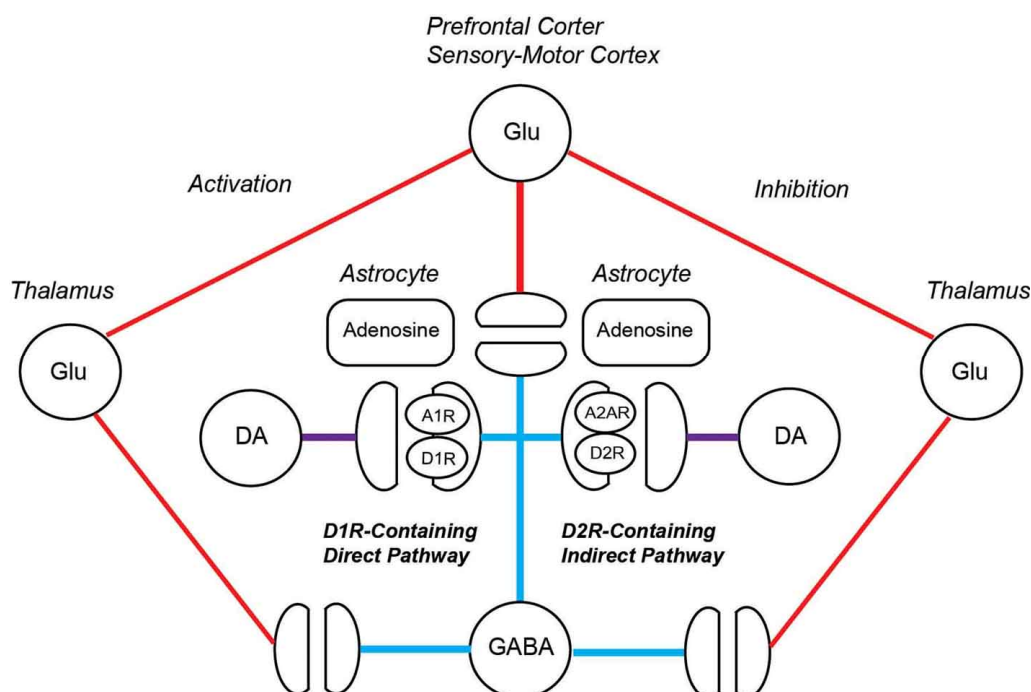 Prefrontal Corter
Sensory-Motor Cortex
Glu
Activation
Inhibition
Thalamus
Astrocyte
Astrocyte
Thalamus
Adenosine
Adenosine
Glu
Glu
A1R
A2AR
DA
DA
D1R
D2R
D1R-Containing
Direct Pathway
D2R-Containing
Indirect Pathway
GABA